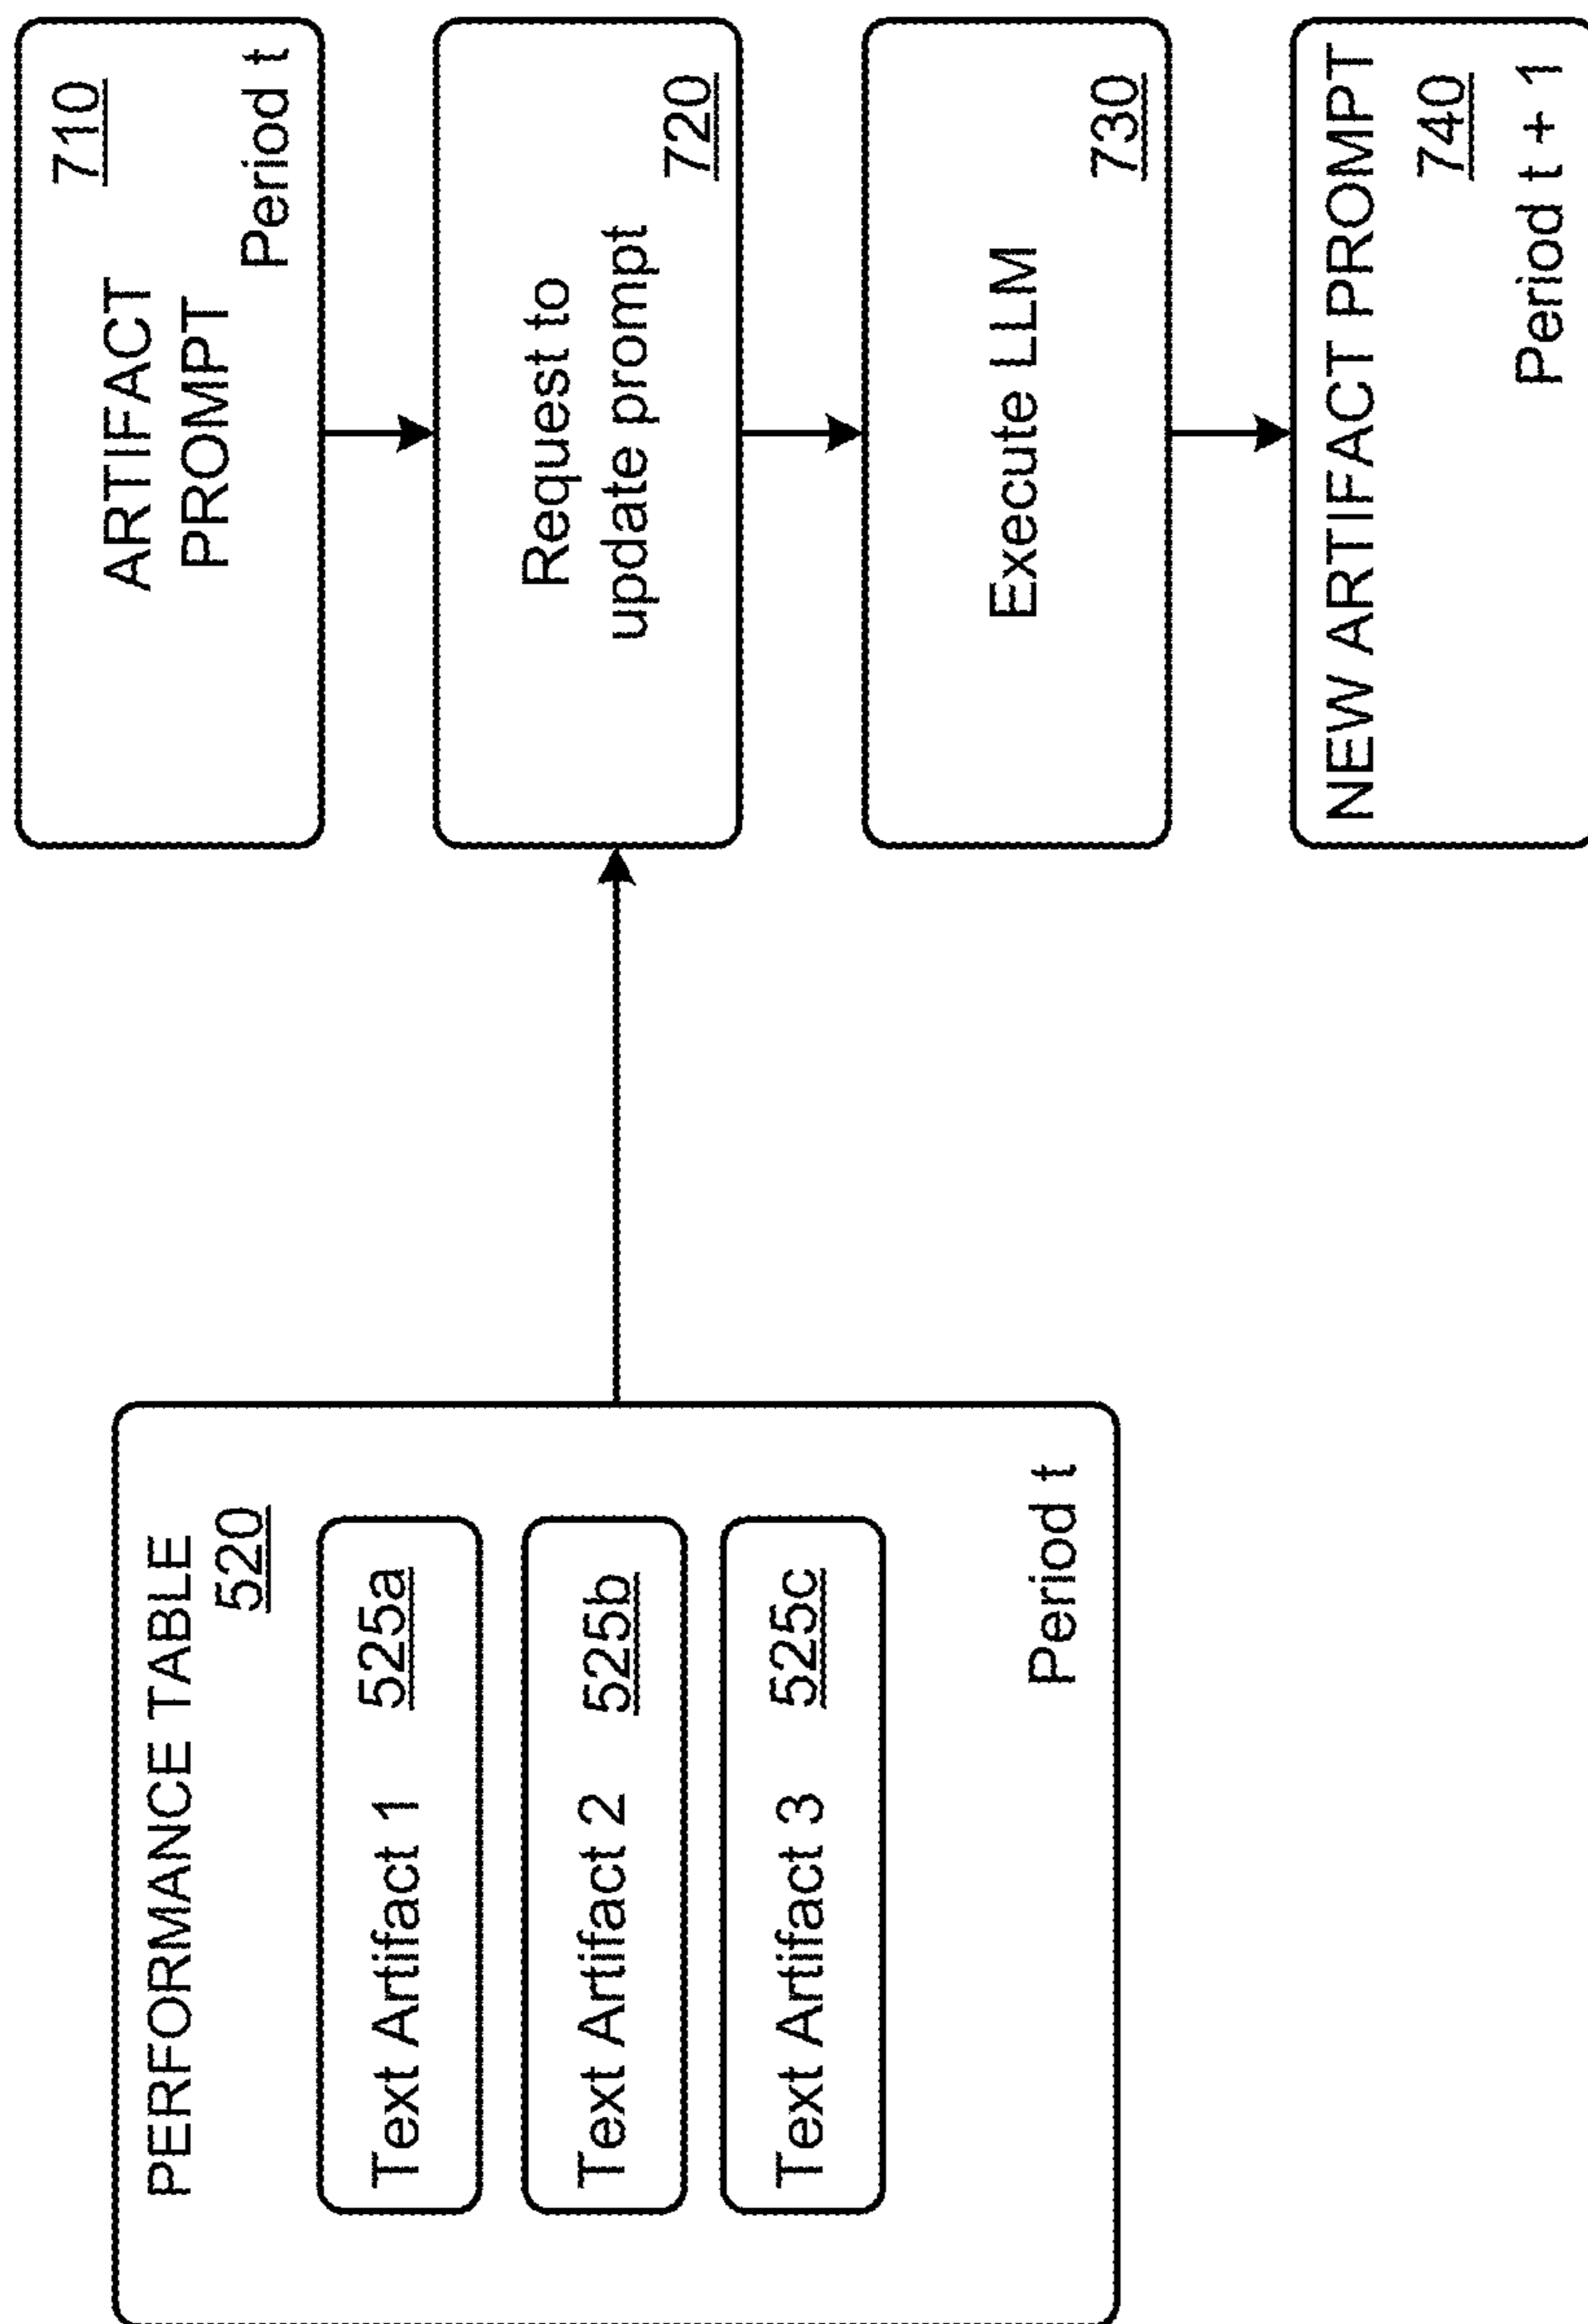 PERFORMANCE TABLE
520
Text Artifact 1 525a
Text Artifact 2 525b
Text Artifact 3 525c
Period t
710
ARTIFACT
PROMPT
Period t
Request to
update prompt
720
Execute LLM
730
NEW ARTIFACT PROMPT
740
Period t + 1